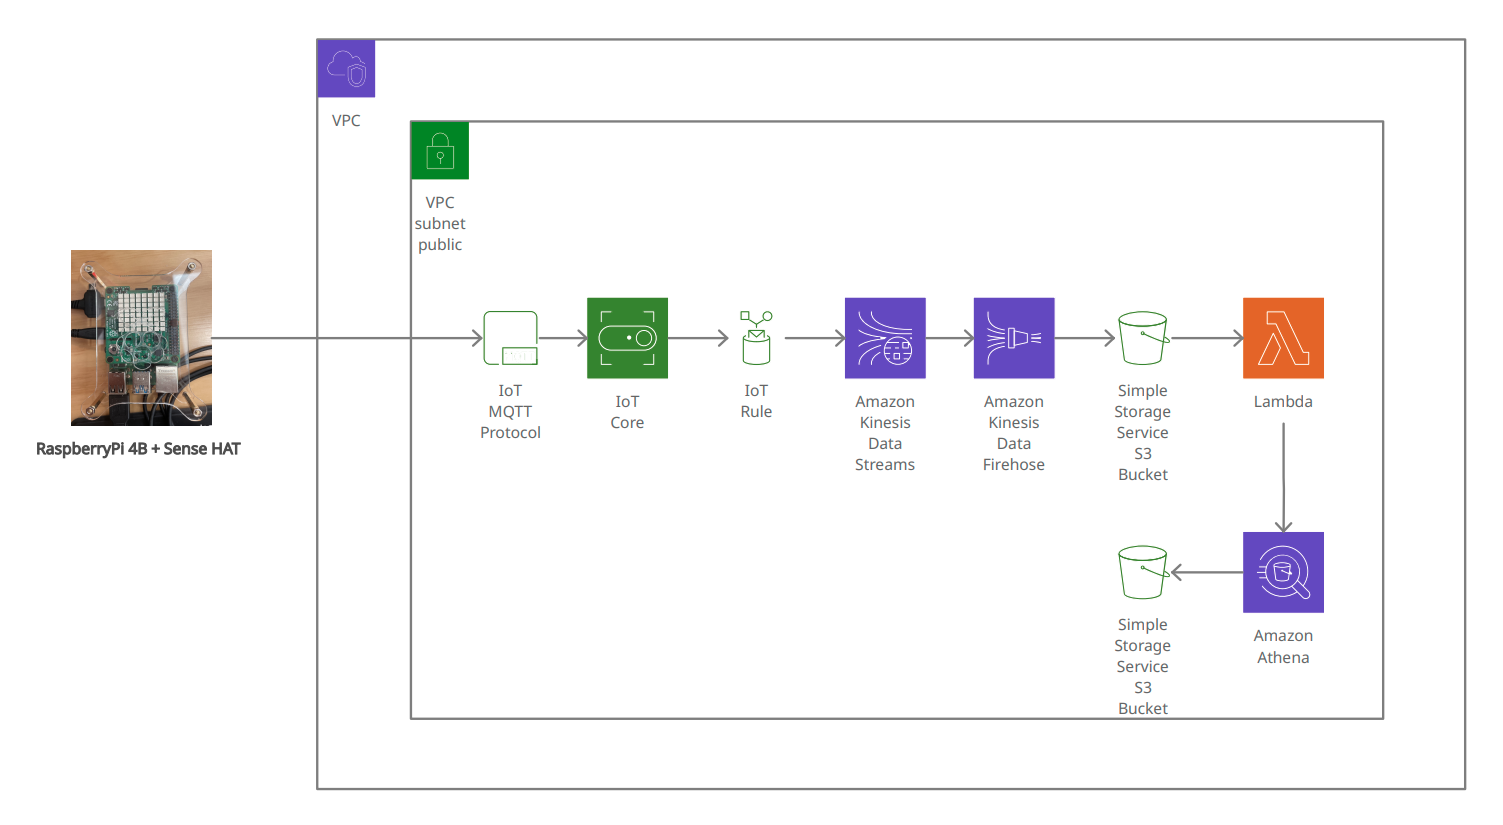 VPC
VPC
subnet
public
RaspberryPi 4B + Sense HAT
IoT
MQTT
Protocol
IoT
Core
IoT
Rule
Amazon
Kinesis
Data
Streams
Amazon
Kinesis
Data
Firehose
Simple
Storage
Service
S3
Bucket
Lambda
Simple
Storage
Service
S3
Bucket
Amazon
Athena